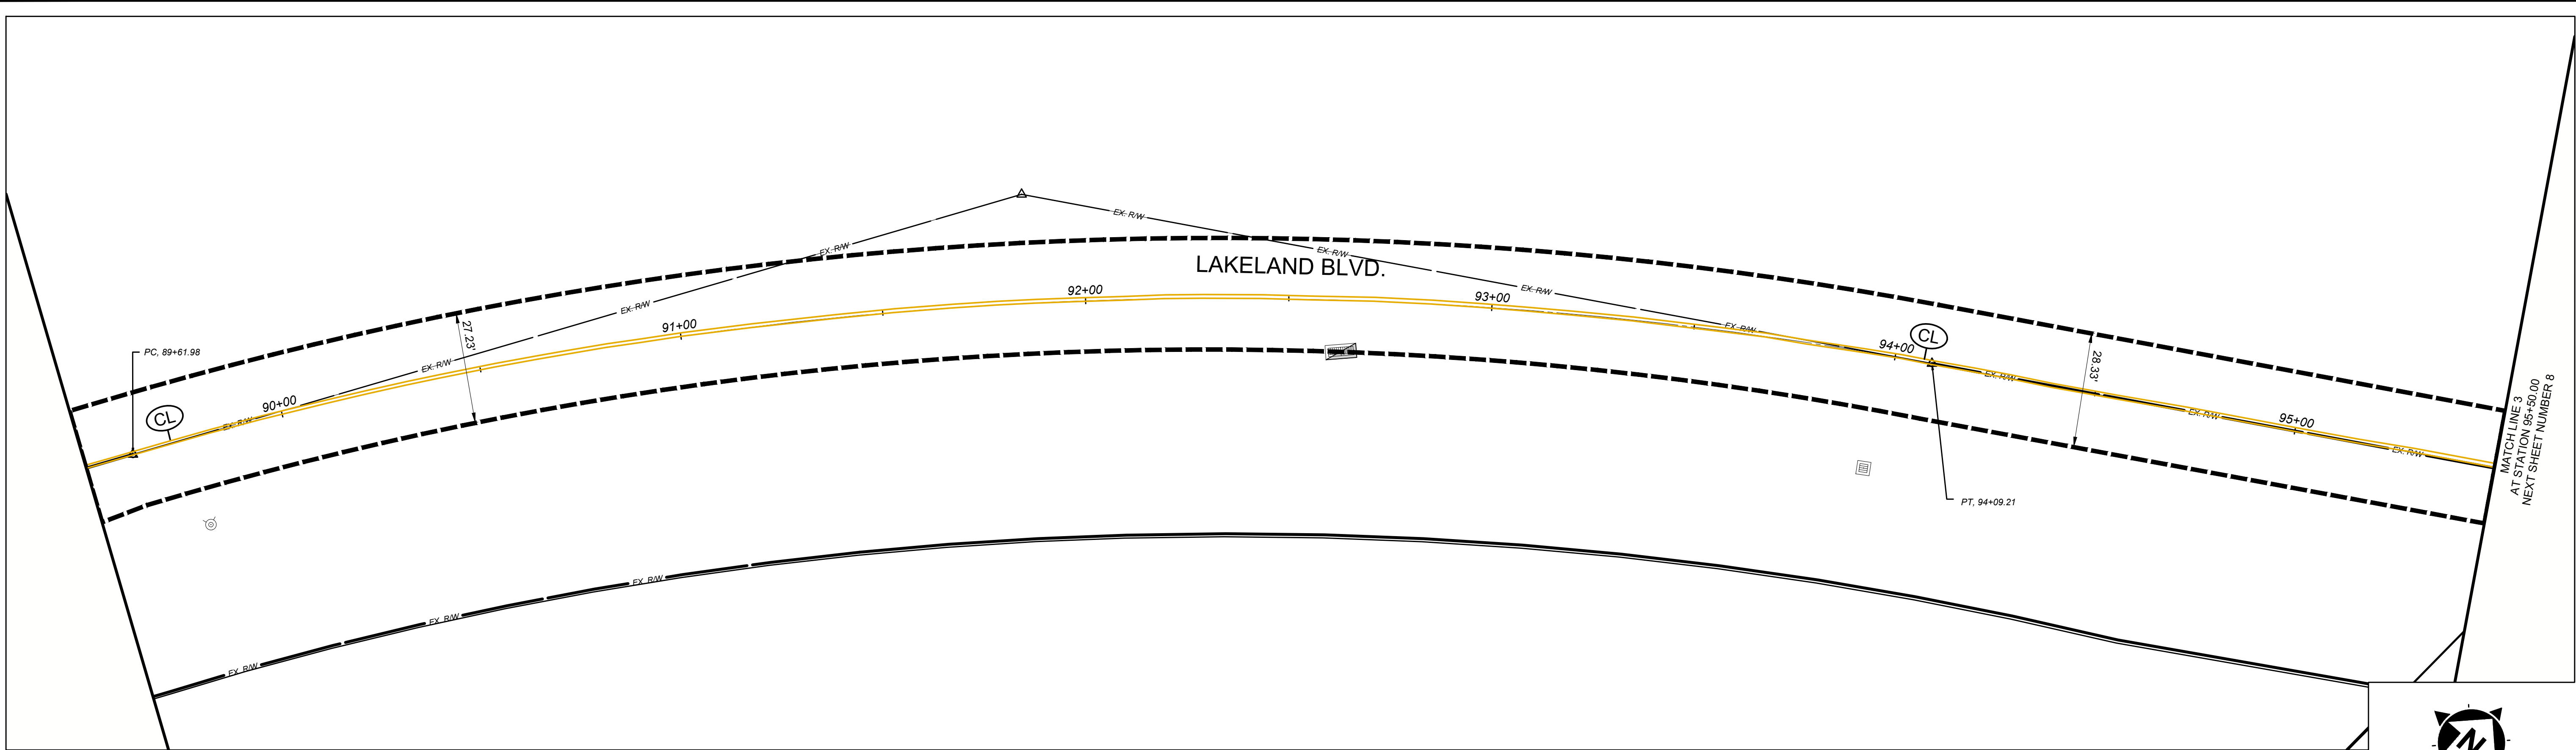 EX. R/W
EX. R/W
EX. R/W
LAKELAND BLVD.
EX. R/W
92+00
93+00
EX. R/W
EX. R/W
91+00
27.23'
EX. R/W
PC, 89+61.98
CL
94+00
28.33'
EX. R/W
EX. R/W
90+00
CL
EX. R/W
EX. R/W
95+00
EX. R/W
MATCH LINE 3
AT STATION 95+50.00
NEXT SHEET NUMBER 8
PT, 94+09.21
EX. R/W
EX. R/W
EX. R/W
N